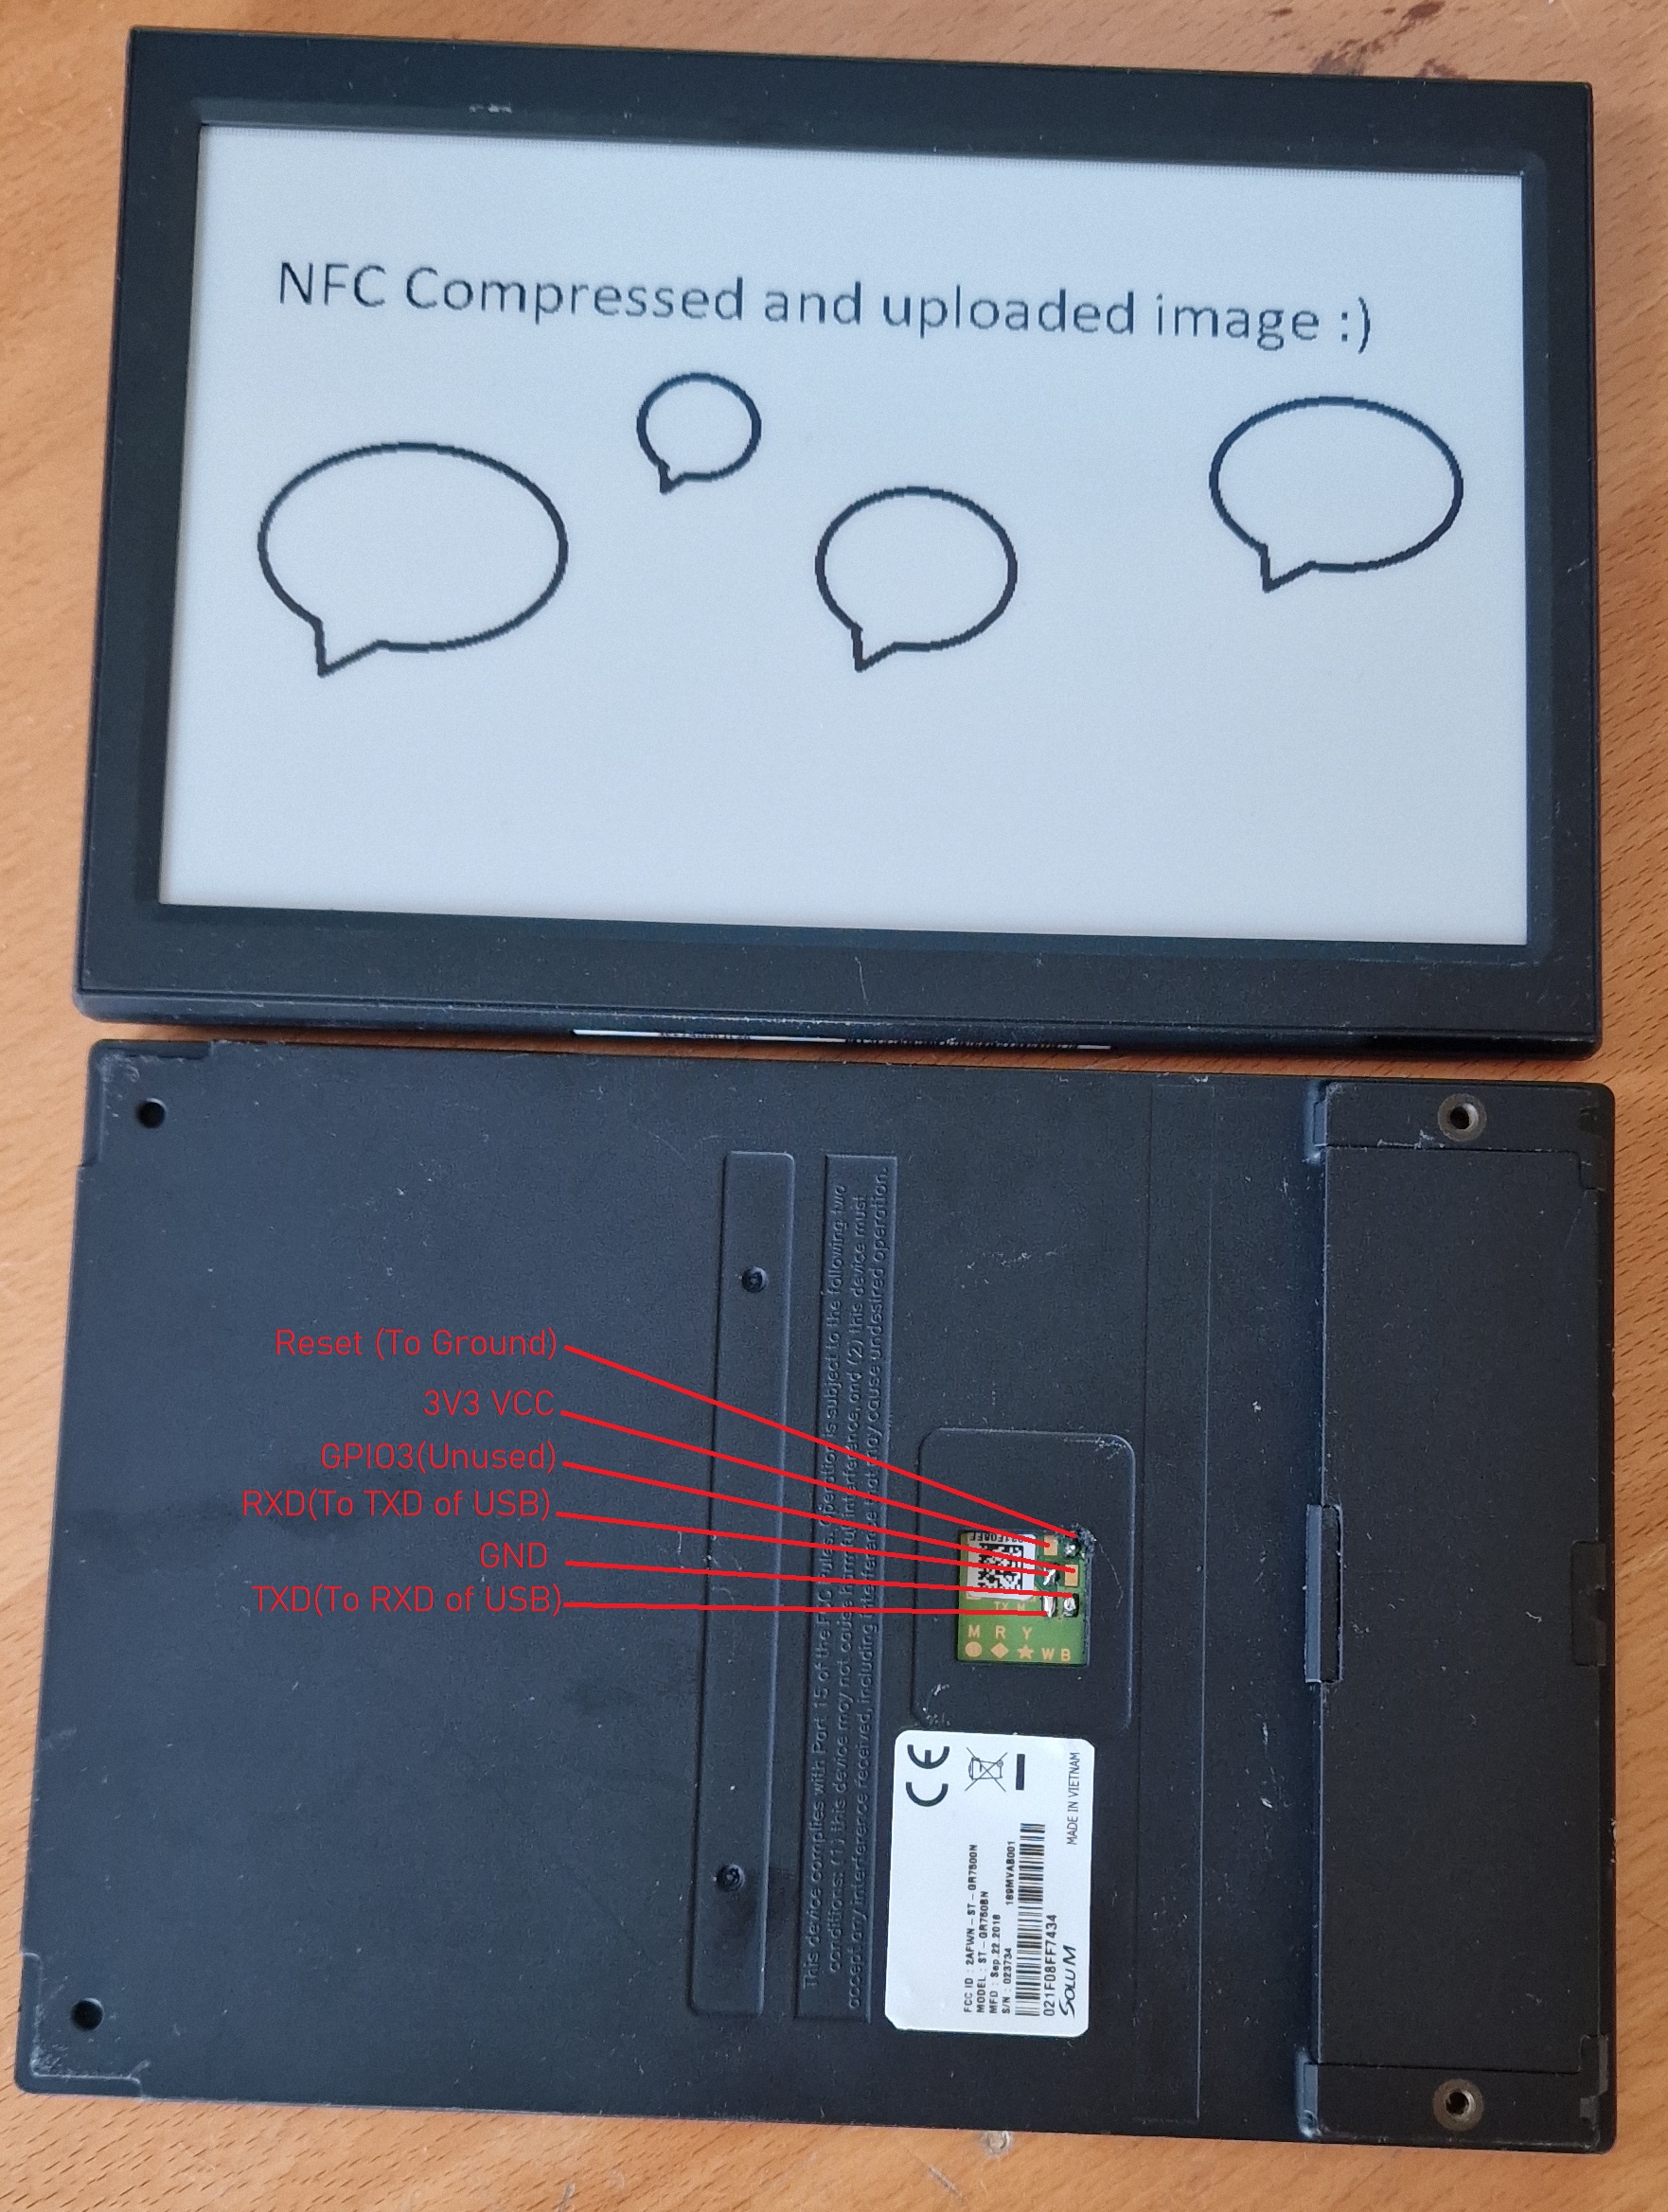 NFC Compressed and uploaded image :)
This device complies with Part 15 of the FCC Rules. Operation is subject to the following two
conditions: (1) this device may not cause harmful interference, and (2) this device must
accept any interference received, including interference that may cause undesired operation.
Reset (To Ground)
3V3 VCC
GPIO3(Unused)
RXD(To TXD of USB)
GND
TXD(To RXD of USB)
TX
M R Y
W B
CE
FCC ID : 2AFWN-ST-GR7500N
MODEL : ST-GR750BN
MFD : Sep.22.2018
S/N : 023734 189MVAB001
021F08FF7434
SOLUM
MADE IN VIETNAM